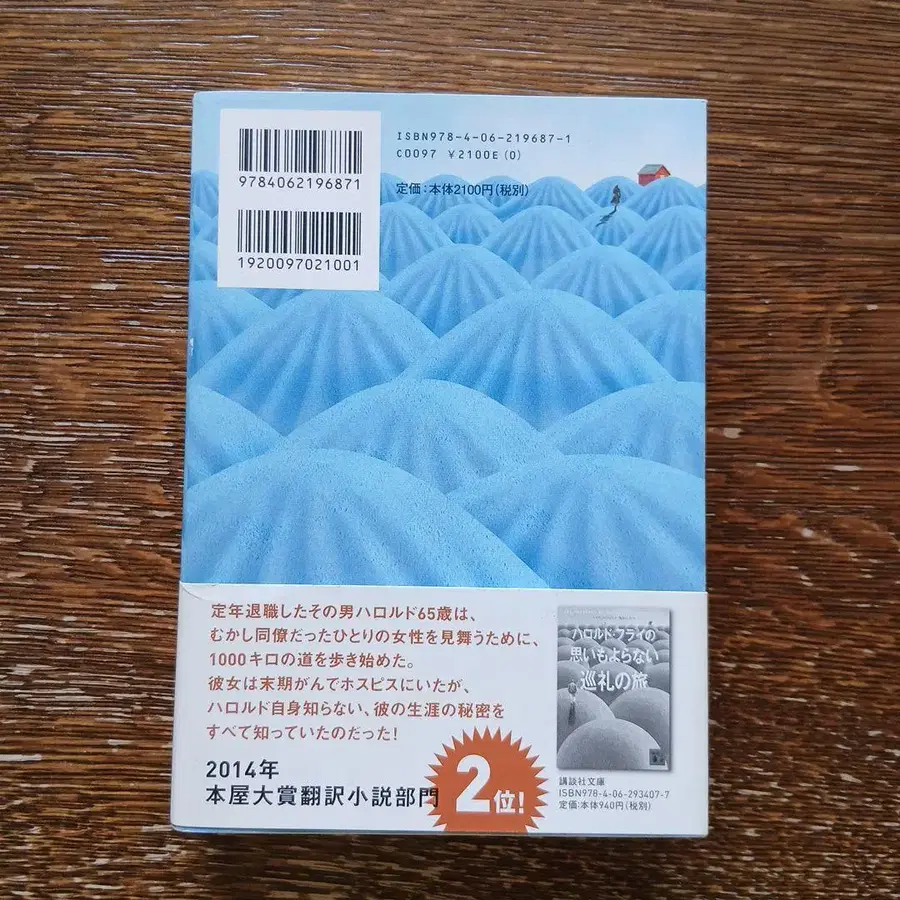 ISBN978-4-06-219687-1
C0097 ¥2100E(0)
9784062196871
定価:本体2100円(税別)
1920097021001
定年退職したその男ハロルド65歳は、
むかし同僚だったひとりの女性を見舞うために、
1000キロの道を歩き始めた。
彼女は末期がんでホスピスにいたが、
ハロルド自身知らない、彼の生涯の秘密を
すべて知っていたのだった!
2014年
本屋大賞翻訳小説部門
2位!
ハロルド・フライの
思いもよらない
巡礼の旅
講談社文庫
ISBN978-4-06-293407-7
定価:本体940円(税別)